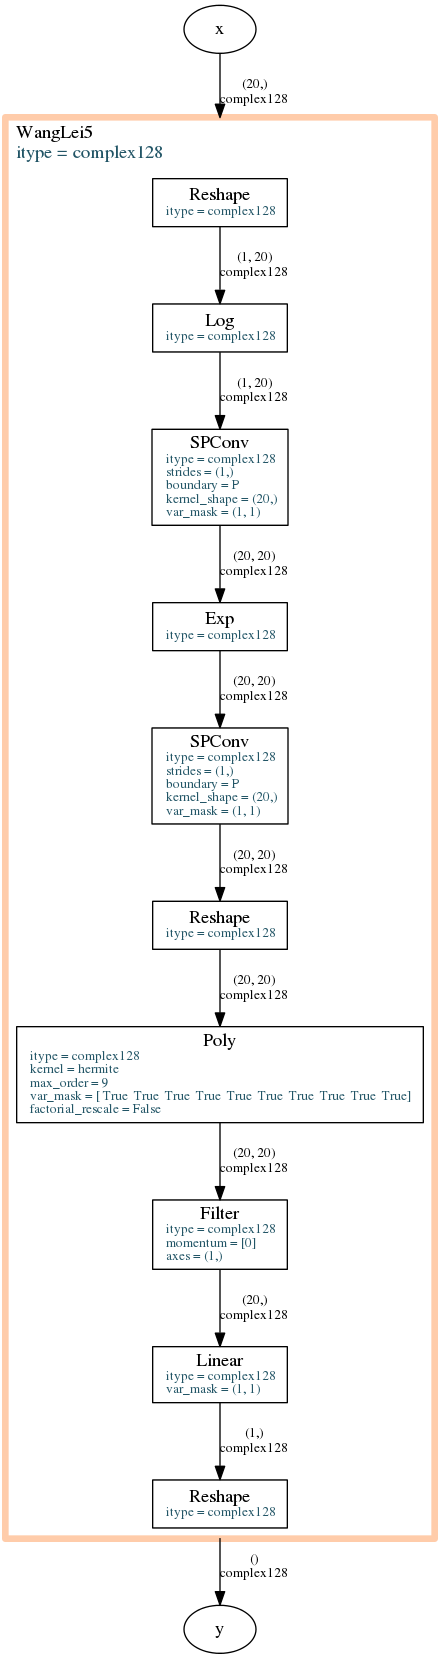 x
(20,)
complex128
WangLei5
itype = complex128
Reshape
itype = complex128
(1, 20)
complex128
Log
itype = complex128
(1, 20)
complex128
SPConv
itype = complex128
strides = (1,)
boundary = P
kernel_shape = (20,)
var_mask = (1, 1)
(20, 20)
complex128
Exp
itype = complex128
(20, 20)
complex128
SPConv
itype = complex128
strides = (1,)
boundary = P
kernel_shape = (20,)
var_mask = (1, 1)
(20, 20)
complex128
Reshape
itype = complex128
(20, 20)
complex128
Poly
itype = complex128
kernel = hermite
max_order = 9
var_mask = [ True  True  True  True  True  True  True  True  True  True]
factorial_rescale = False
(20, 20)
complex128
Filter
itype = complex128
momentum = [0]
axes = (1,)
(20,)
complex128
Linear
itype = complex128
var_mask = (1, 1)
(1,)
complex128
Reshape
itype = complex128
()
complex128
y